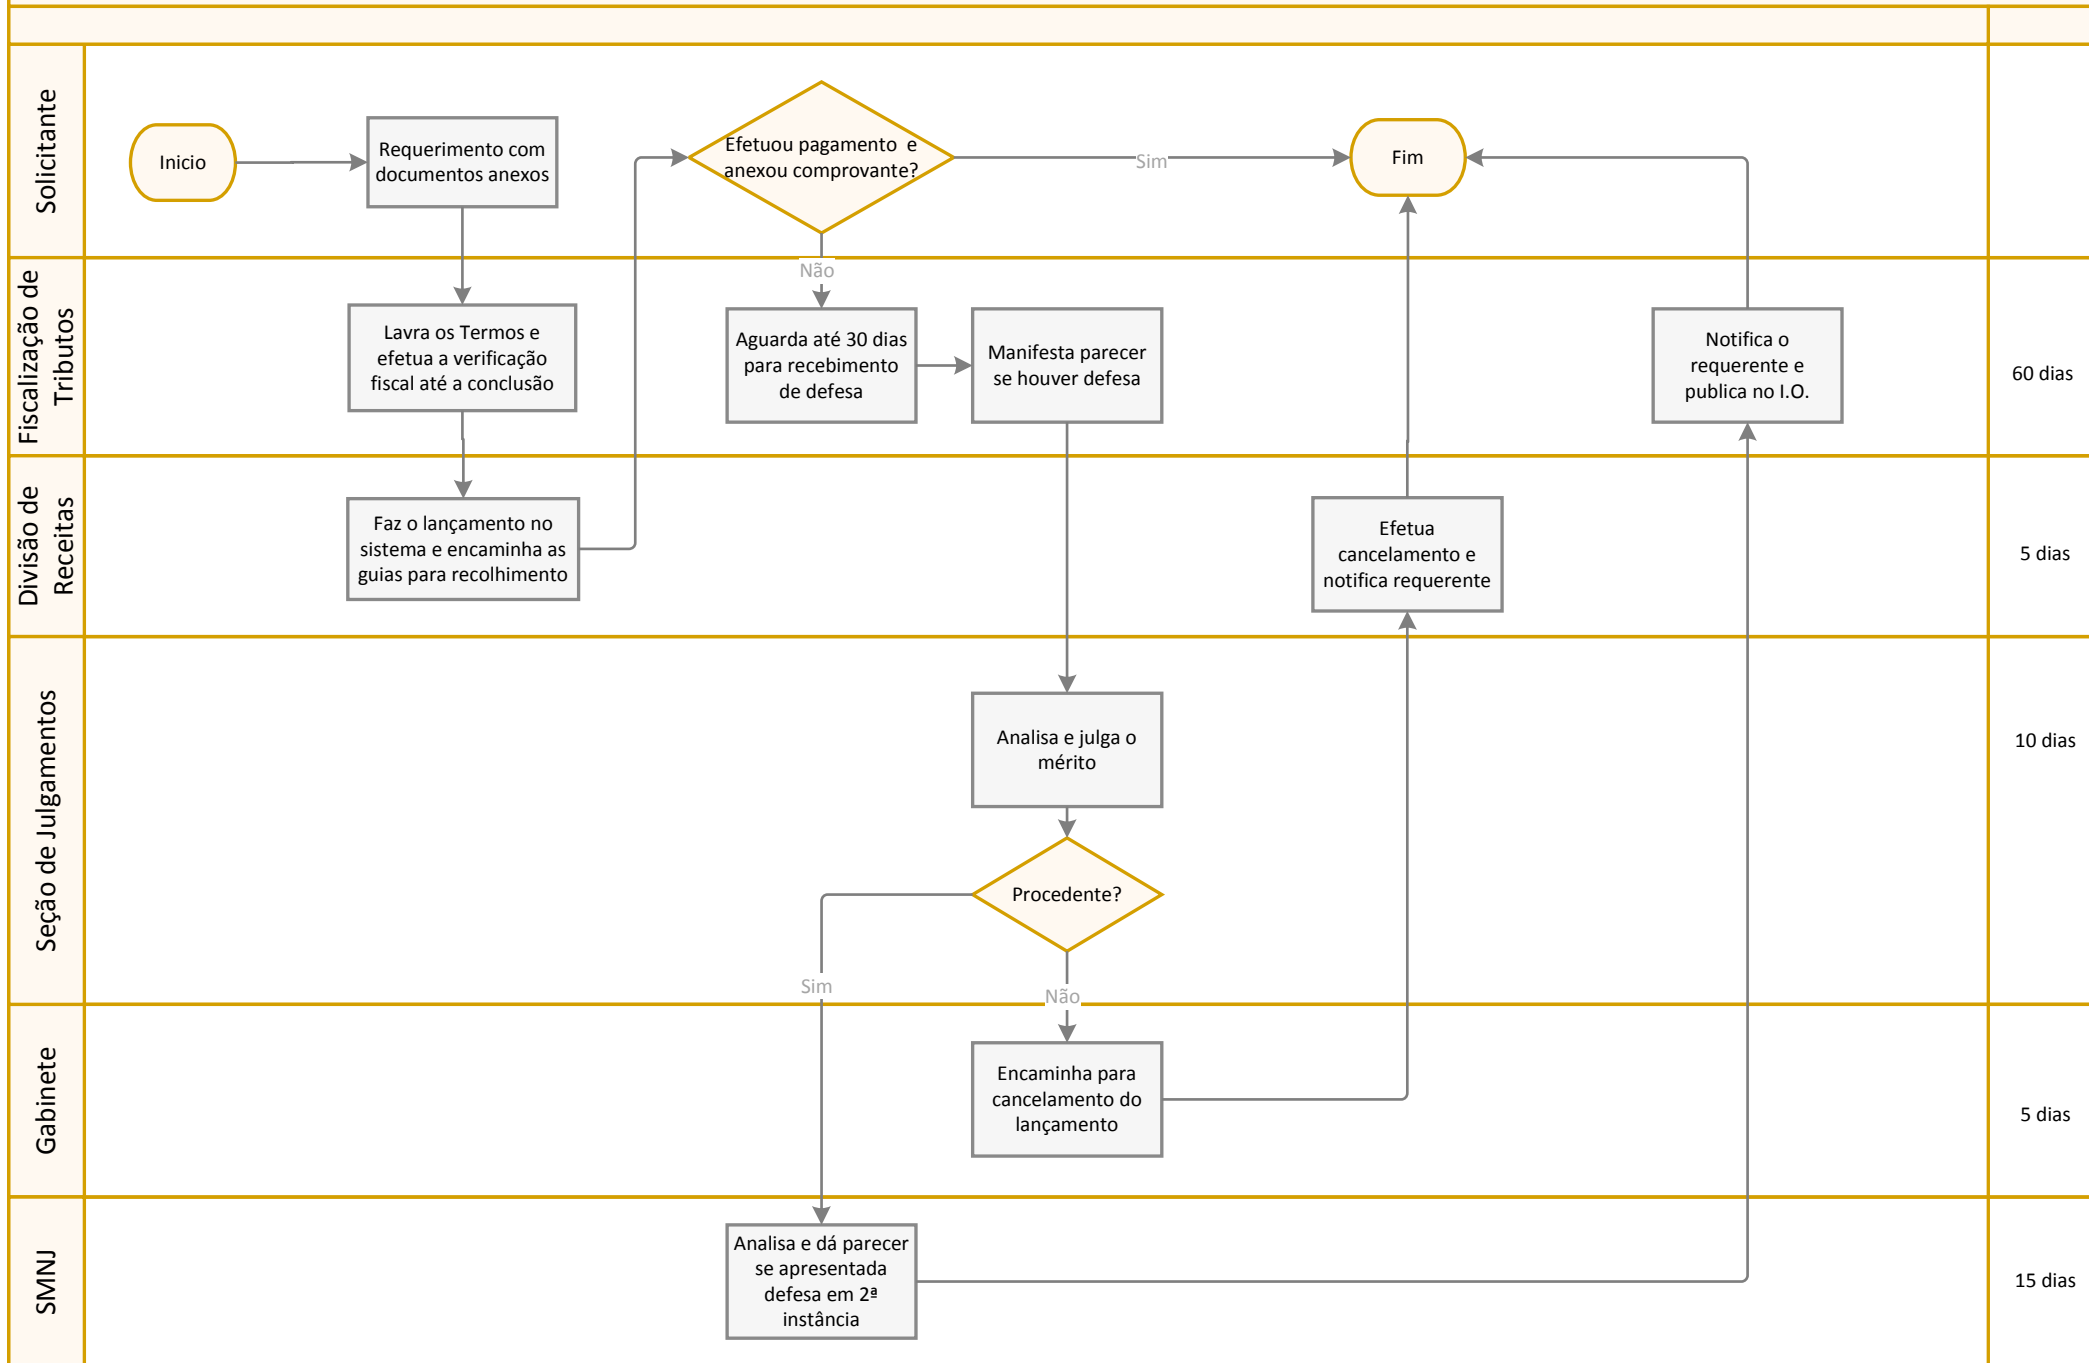 Solicitante
Inicio
Requerimento com
documentos anexos
Efetuou pagamento e
anexou comprovante?
Sim
Fim
Não
Fiscalização de
Tributos
Lavra os Termos e
efetua a verificação
fiscal até a conclusão
Aguarda até 30 dias
para recebimento
de defesa
Manifesta parecer
se houver defesa
Notifica o
requerente e
publica no I.O.
60 dias
Divisão de
Receitas
Faz o lançamento no
sistema e encaminha as
guias para recolhimento
Efetua
cancelamento e
notifica requerente
5 dias
Seção de Julgamentos
Analisa e julga o
mérito
10 dias
Procedente?
Sim
Não
Gabinete
Encaminha para
cancelamento do
lançamento
5 dias
SMNJ
Analisa e dá parecer
se apresentada
defesa em 2ª
instância
15 dias